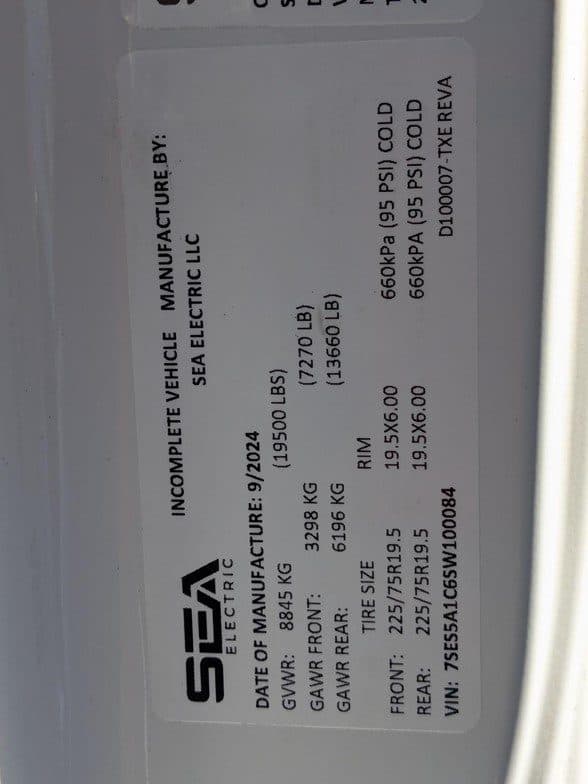 INCOMPLETE VEHICLE MANUFACTURE BY:
SEA ELECTRIC LLC
SEA
ELECTRIC
DATE OF MANUFACTURE: 9/2024
GVWR: 8845 KG (19500 LBS)
GAWR FRONT: 3298 KG (7270 LB)
GAWR REAR: 6196 KG (13660 LB)
TIRE SIZE RIM
FRONT: 225/75R19.5 19.5X6.00 660kPa (95 PSI) COLD
REAR: 225/75R19.5 19.5X6.00 660kPA (95 PSI) COLD
VIN: 7SES5A1C6SW100084 D100007-TXE REVA